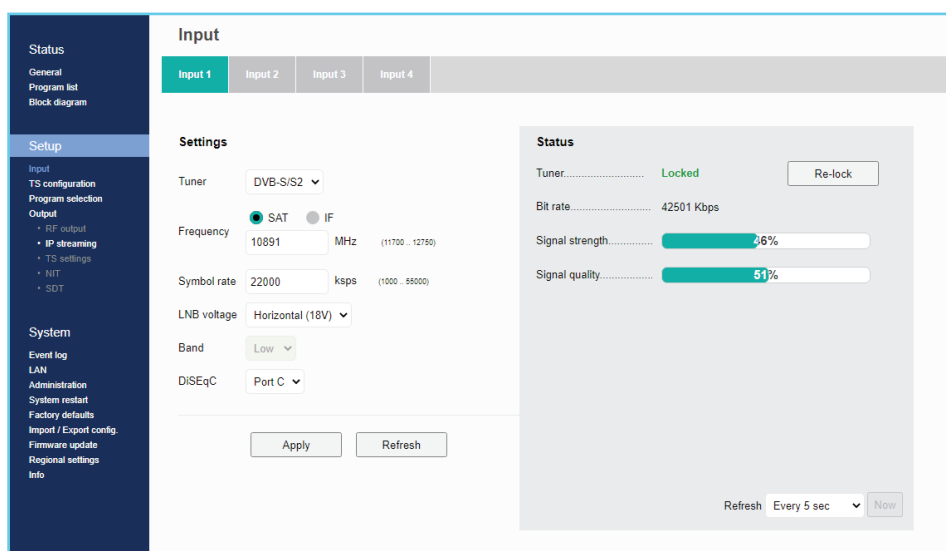 Status
General
Program list
Block diagram
Setup
Input
TS configuration
Program selection
Output
• RF output
• IP streaming
• TS settings
• NIT
• SDT
System
Event log
LAN
Administration
System restart
Factory defaults
Import / Export config.
Firmware update
Regional settings
Info
Input
Input 1 Input 2 Input 3 Input 4
Settings
Tuner DVB-S/S2
SAT IF
Frequency 10891 MHz (11700 .. 12750)
Symbol rate 22000 ksps (1000 .. 55000)
LNB voltage Horizontal (18V)
Band Low
DiSEqC Port C
Apply Refresh
Status
Tuner........................... Locked Re-lock
Bit rate........................... 42501 Kbps
Signal strength............... 46%
Signal quality.................. 51%
Refresh Every 5 sec Now